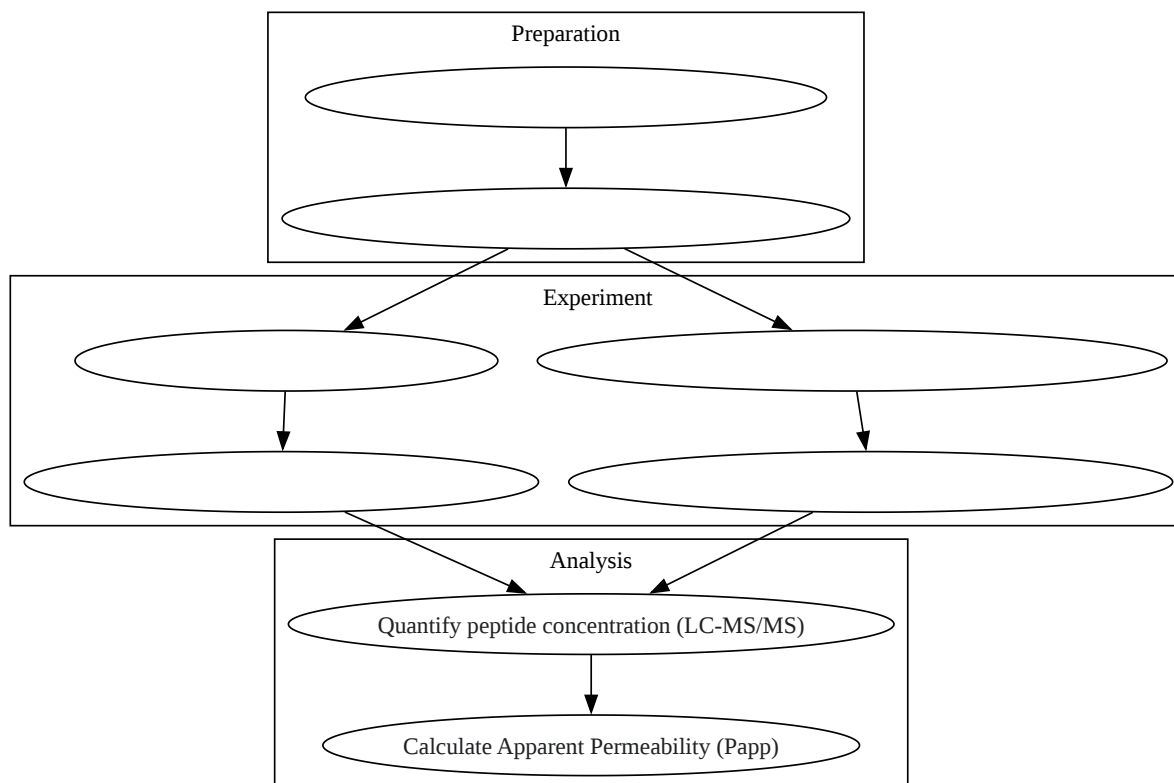 Preparation
Experiment
Analysis
Quantify peptide concentration (LC-MS/MS)
Calculate Apparent Permeability (Papp)